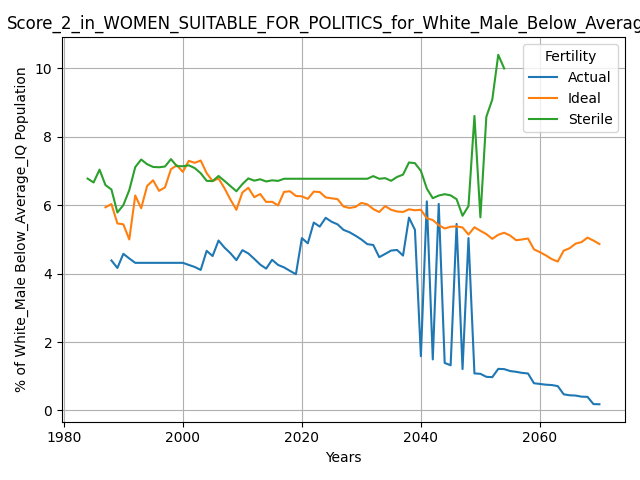 Score_2_in_WOMEN_SUITABLE_FOR_POLITICS_for_White_Male_Below_Averag
Fertility
Actual
Ideal
Sterile
% of White_Male Below_Average_IQ Population
10
8
6
4
2
0
1980 2000 2020 2040 2060
Years